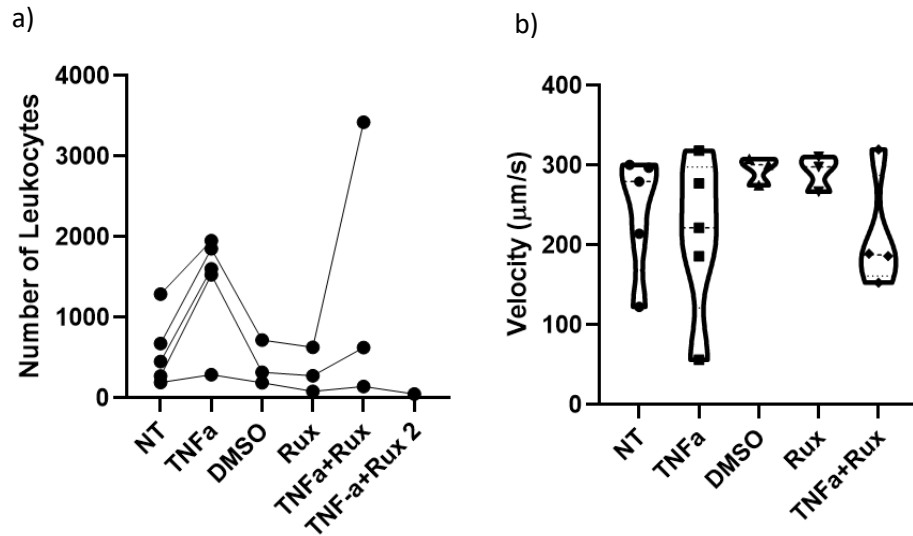 a)
Number of Leukocytes
4000
3000
2000
1000
0
NT
TNFa
DMSO
Rux
TNFa+Rux
TNF-a+Rux 2
b)
Velocity (μm/s)
400
300
200
100
0
NT
TNFa
DMSO
Rux
TNFa+Rux